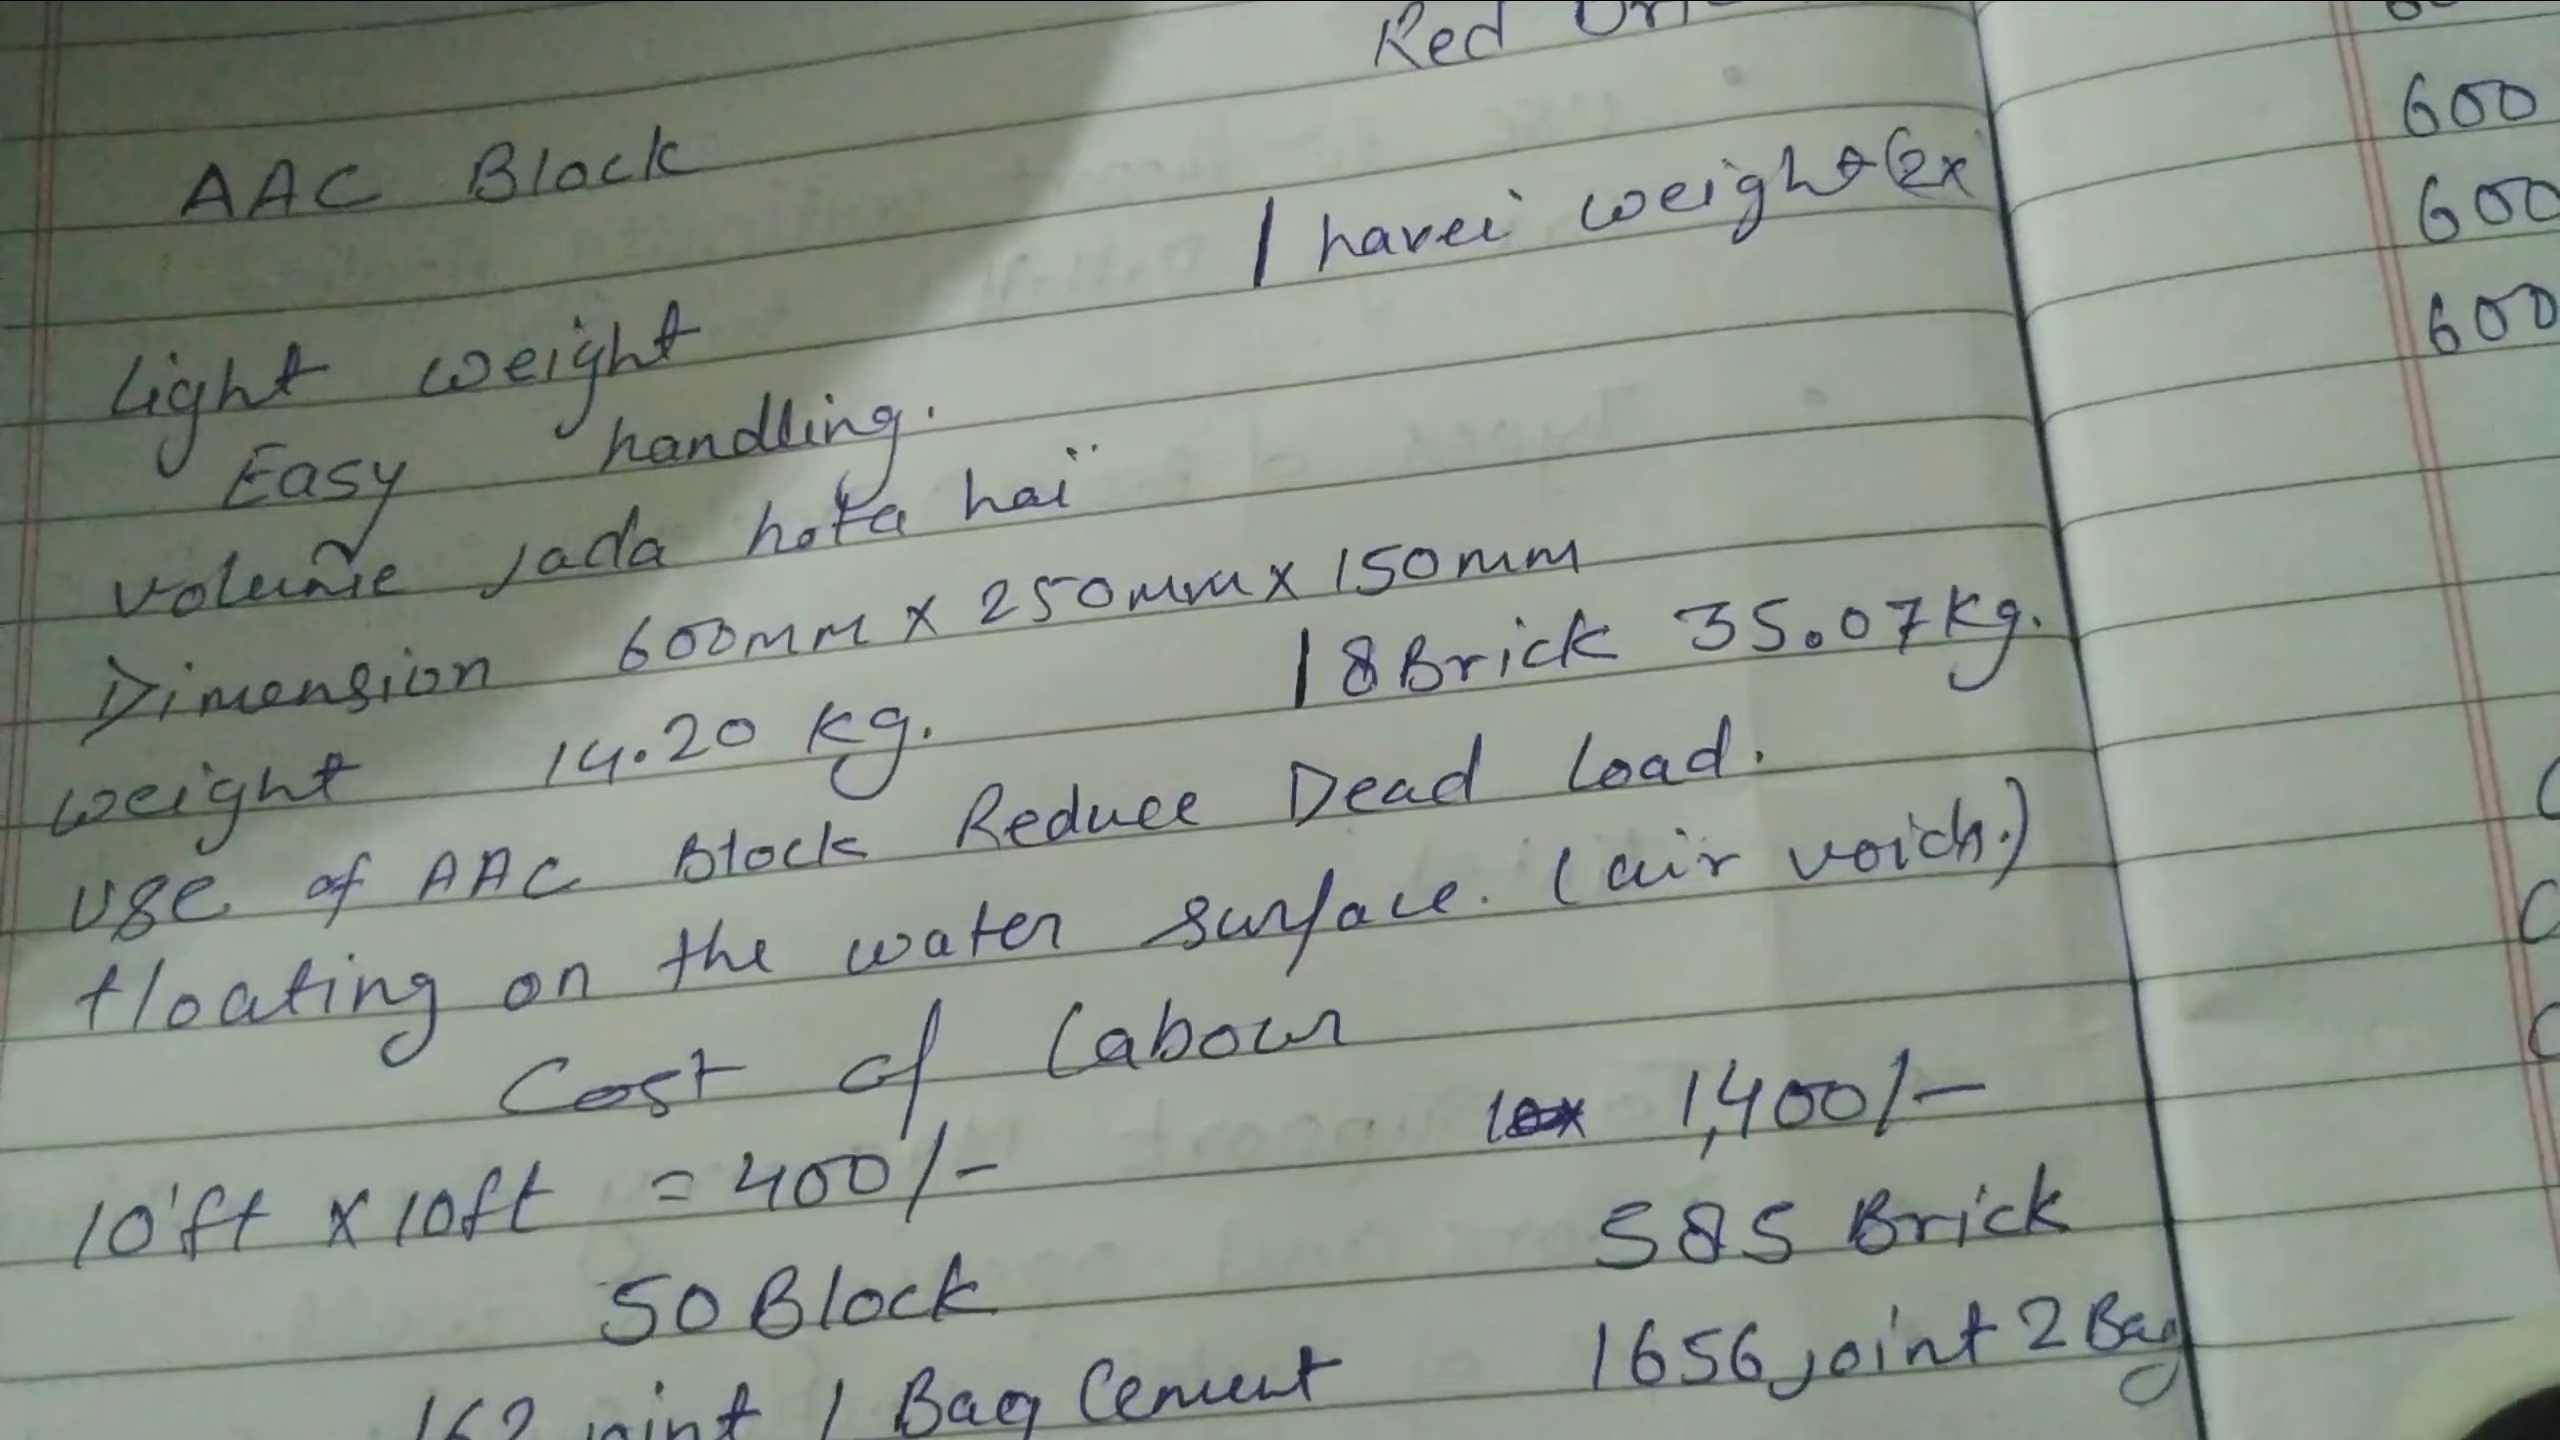 Red
AAC Block
600
| havei weight (2x
600
light weight
600
Easy handling.
volume jada hota hai
Dimension 600mm x 250mm x 150mm
weight 14.20 kg. | 8 Brick 35.07 kg.
use of AAC Block Reduce Dead load.
floating on the water surface. (air voids.)
Cost of labour
10'ft x 10ft = 400/- 1,400/-
50 Block 585 Brick
joint 1 Bag Cement 1656 joint 2 Bag